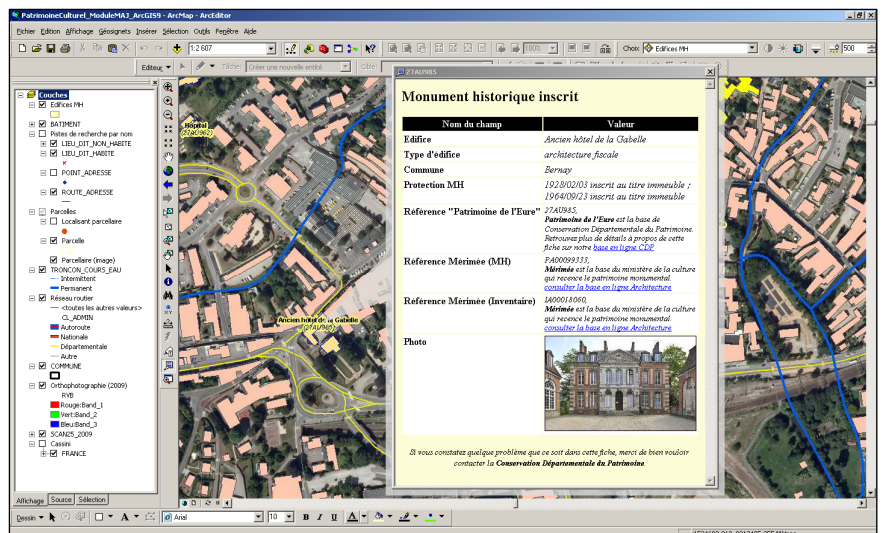 PatrimoineCulturel_ModuleMAJ_ArcGIS9 - ArcMap - ArcEditor
Fichier Edition Affichage Géosignets Insérer Sélection Outils Fenêtre Aide
1:2 607
100%
Choix
Edifices MH
500
Editeur
Tâche:
Créer une nouvelle entité
Cible:
Couches
Edifices MH
BATIMENT
Pistes de recherche par nom
LIEU_DIT_NON_HABITE
LIEU_DIT_HABITE
POINT_ADRESSE
ROUTE_ADRESSE
Parcelles
Localisant parcellaire
Parcelle
Parcellaire (image)
TRONCON_COURS_EAU
Intermittent
Permanent
Réseau routier
<toutes les autres valeurs>
CL_ADMIN
Autoroute
Nationale
Départementale
Autre
COMMUNE
Orthophotographie (2009)
RVB
Rouge:Band_1
Vert:Band_2
Bleu:Band_3
SCAN25_2009
Cassini
FRANCE
Affichage Source Sélection
Hôpital
(27AU962)
Ancien hôtel de la Gabelle
(27AU985)
27AU985
Monument historique inscrit
Nom du champ Valeur
Edifice Ancien hôtel de la Gabelle
Type d'édifice architecture fiscale
Commune Bernay
Protection MH 1928/02/03 inscrit au titre immeuble ;
1964/09/23 inscrit au titre immeuble
Référence "Patrimoine de l'Eure" 27AU985,
Patrimoine de l'Eure est la base de
Conservation Départementale du Patrimoine.
Retrouvez plus de détails à propos de cette
fiche sur notre base en ligne CDP
Référence Mérimée (MH) PA00099333,
Mérimée est la base du ministère de la culture
qui recence le patrimoine monumental.
consulter la base en ligne Architecture
Référence Mérimée (Inventaire) IA00018060,
Mérimée est la base du ministère de la culture
qui recence le patrimoine monumental.
consulter la base en ligne Architecture
Photo
Si vous constatez quelque problème que ce soit dans cette fiche, merci de bien vouloir
contacter la Conservation Départementale du Patrimoine.
Dessin
Arial
10
B I U A